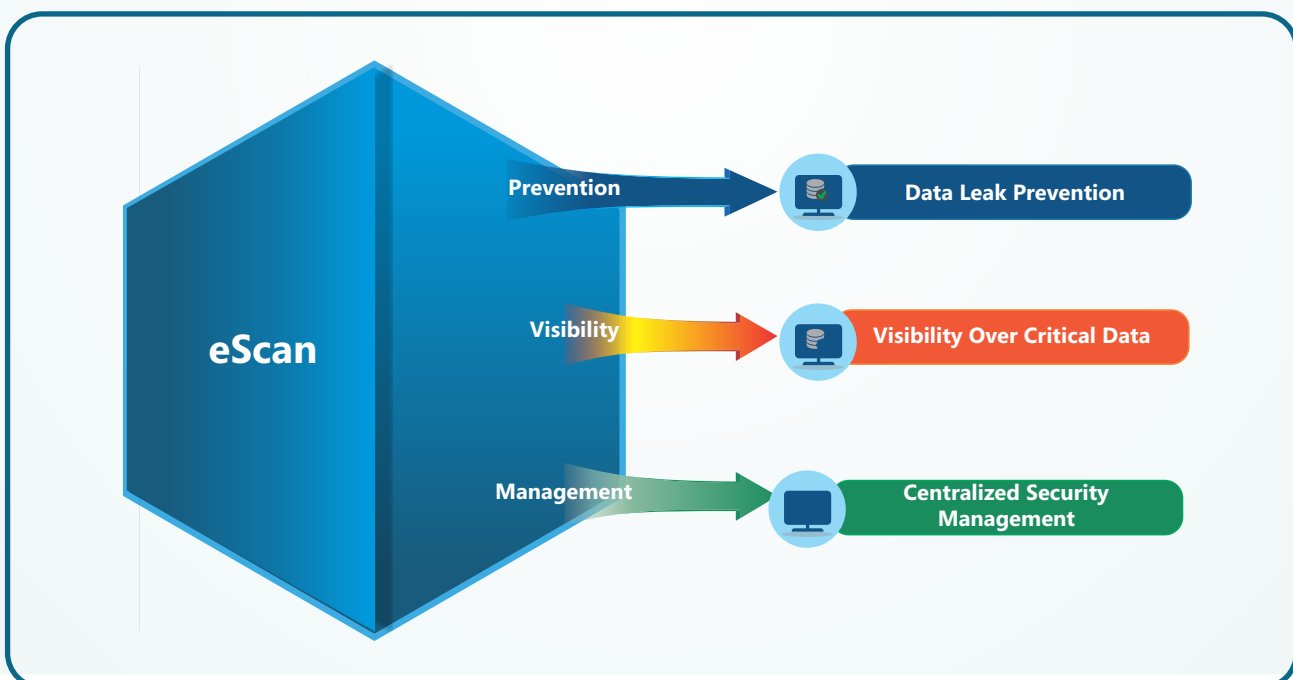 eScan
Prevention
Data Leak Prevention
Visibility
Visibility Over Critical Data
Management
Centralized Security
Management